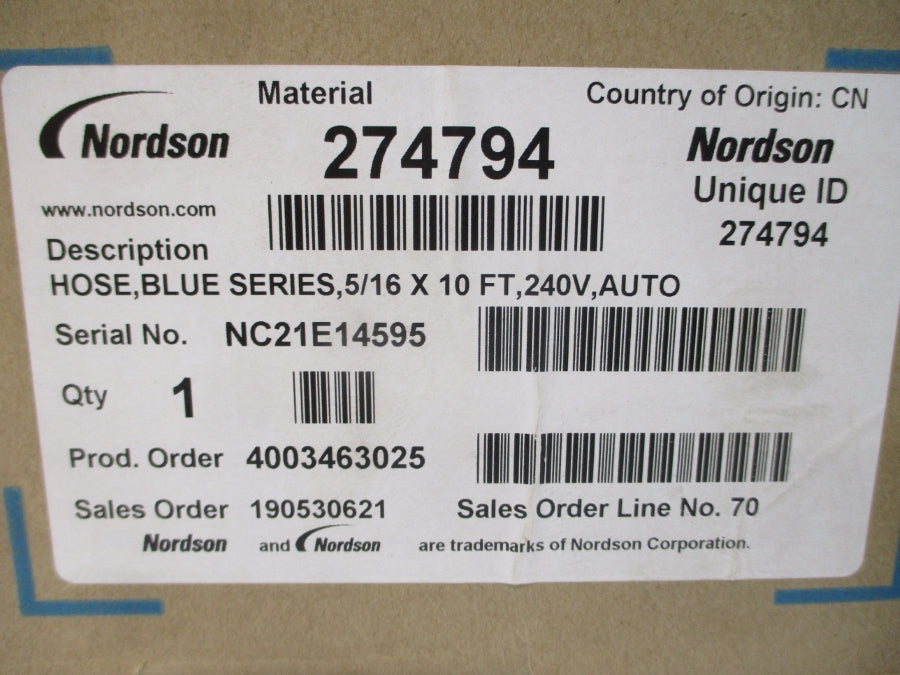 Nordson
www.nordson.com
Material
274794
Country of Origin: CN
Nordson
Unique ID
274794
Description
HOSE,BLUE SERIES,5/16 X 10 FT,240V,AUTO
Serial No. NC21E14595
Qty 1
Prod. Order 4003463025
Sales Order 190530621 Sales Order Line No. 70
Nordson and Nordson are trademarks of Nordson Corporation.